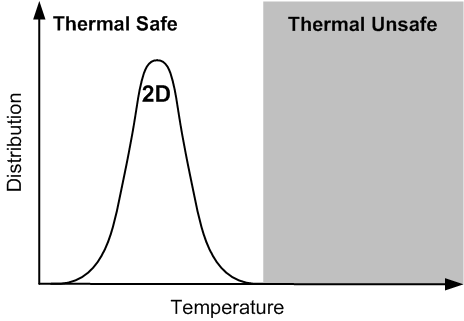 Thermal Safe
Thermal Unsafe
2D
Distribution
Temperature